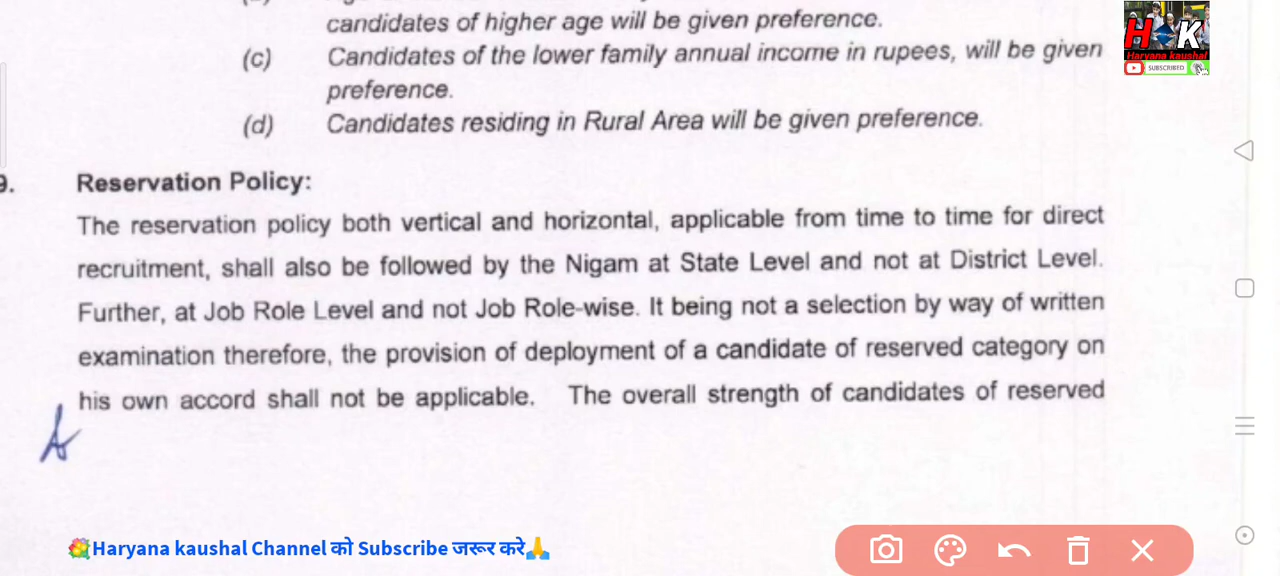 candidates of higher age will be given preference.
(c) Candidates of the lower family annual income in rupees, will be given
preference.
(d) Candidates residing in Rural Area will be given preference.
9. Reservation Policy:
The reservation policy both vertical and horizontal, applicable from time to time for direct
recruitment, shall also be followed by the Nigam at State Level and not at District Level.
Further, at Job Role Level and not Job Role-wise. It being not a selection by way of written
examination therefore, the provision of deployment of a candidate of reserved category on
his own accord shall not be applicable. The overall strength of candidates of reserved
💐Haryana kaushal Channel को Subscribe जरूर करे🙏
H K
Haryana kaushal
SUBSCRIBED